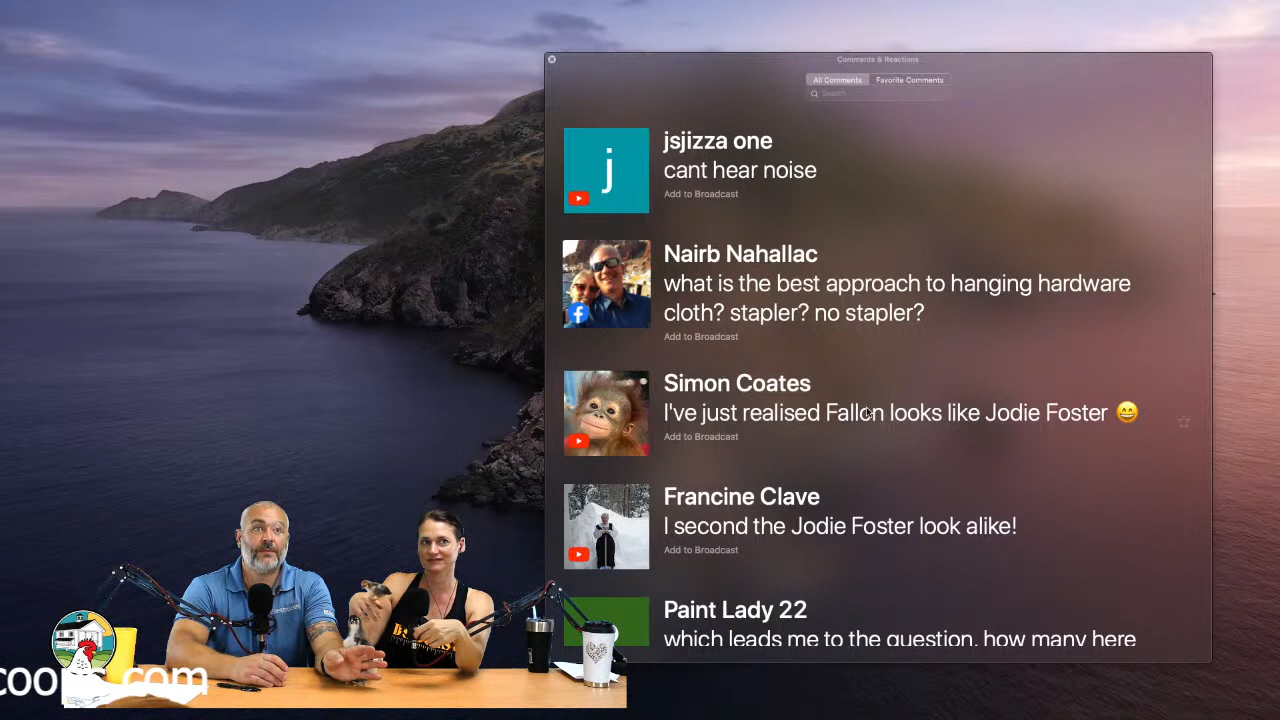 Comments & Reactions
All Comments Favorite Comments
Search
j
jsjizza one
cant hear noise
Add to Broadcast
Nairb Nahallac
what is the best approach to hanging hardware
cloth? stapler? no stapler?
Add to Broadcast
Simon Coates
I've just realised Fallon looks like Jodie Foster 😄
Add to Broadcast
Francine Clave
I second the Jodie Foster look alike!
Add to Broadcast
Paint Lady 22
which leads me to the question, how many here
.com